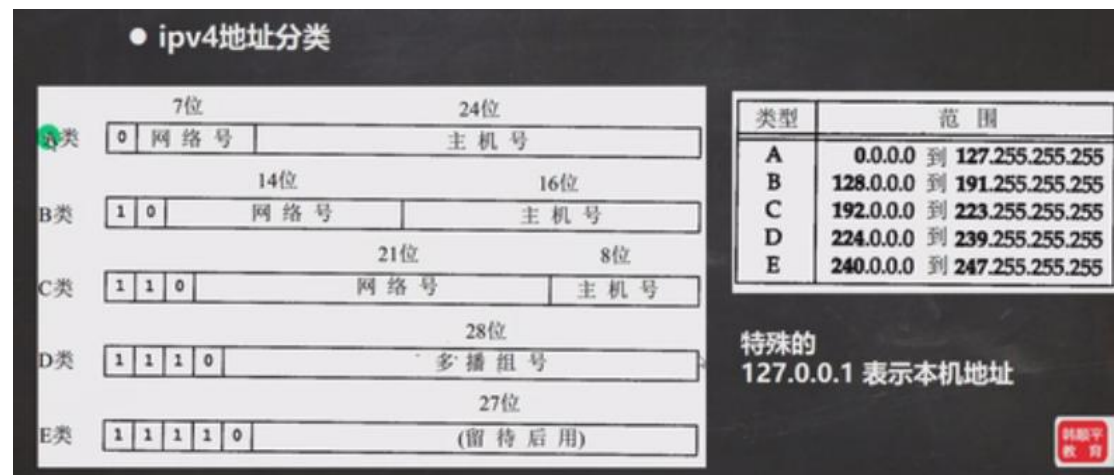 ● ipv4地址分类
7位 24位
A类 0 网络号 主机号
14位 16位
B类 1 0 网络号 主机号
21位 8位
C类 1 1 0 网络号 主机号
28位
D类 1 1 1 0 多播组号
27位
E类 1 1 1 1 0 (留待后用)
类型 范围
A 0.0.0.0 到 127.255.255.255
B 128.0.0.0 到 191.255.255.255
C 192.0.0.0 到 223.255.255.255
D 224.0.0.0 到 239.255.255.255
E 240.0.0.0 到 247.255.255.255
特殊的
127.0.0.1 表示本机地址
韩顺平
教育